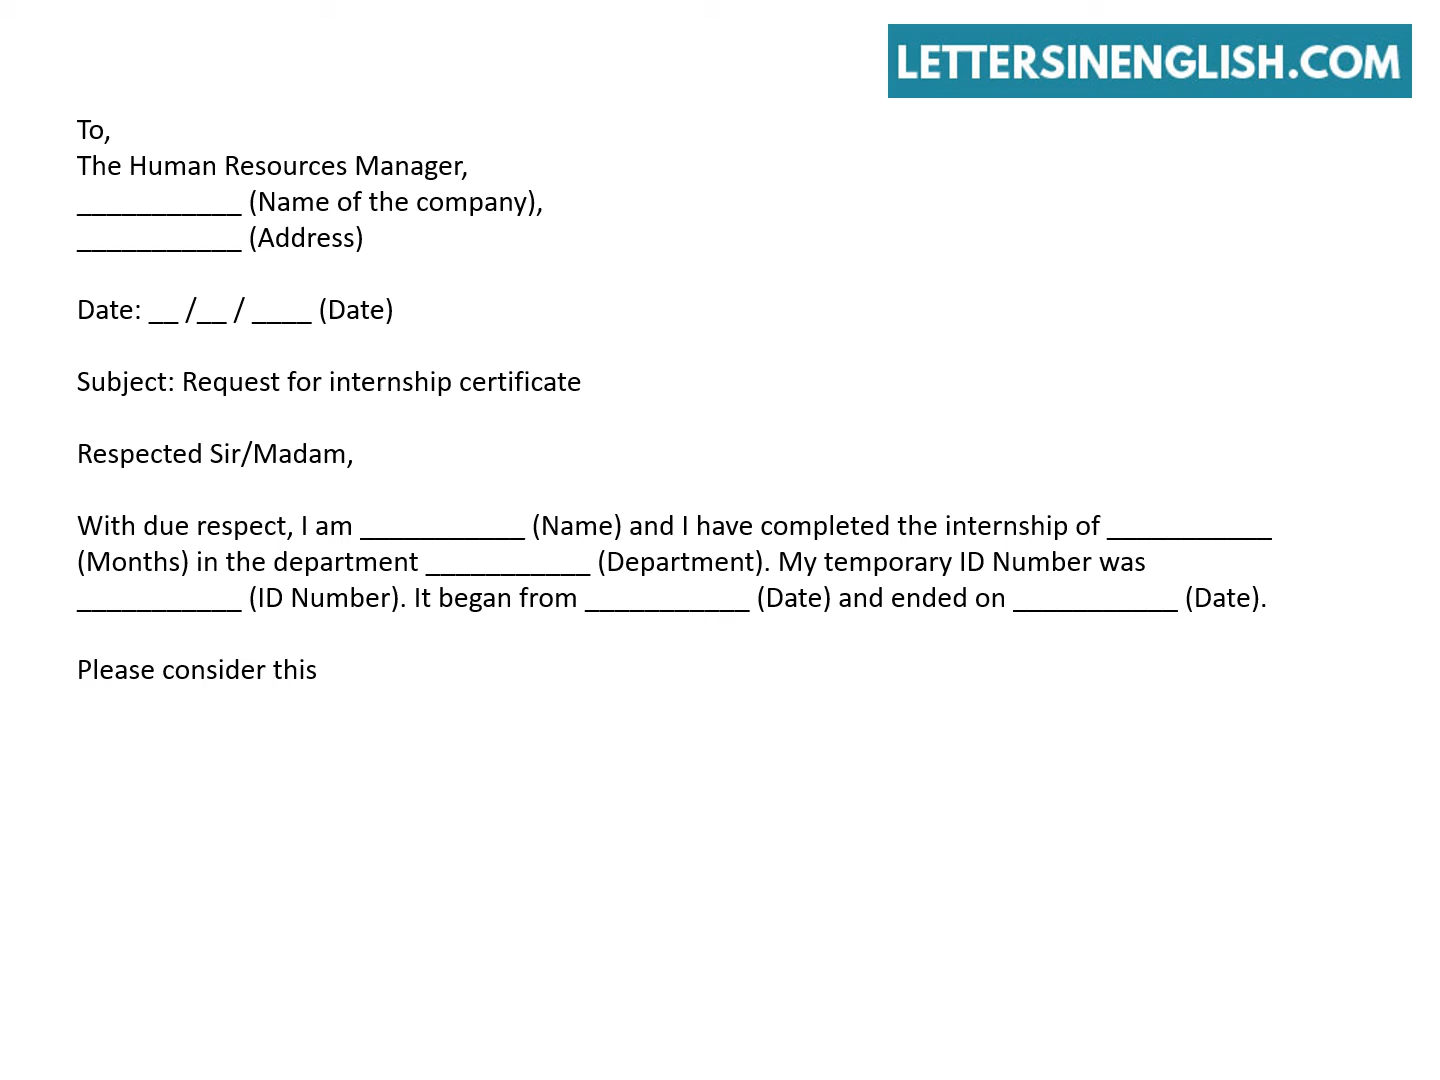 LETTERSINENGLISH.COM
To,
The Human Resources Manager,
___________ (Name of the company),
___________ (Address)
Date: __ /__ / ____ (Date)
Subject: Request for internship certificate
Respected Sir/Madam,
With due respect, I am ___________ (Name) and I have completed the internship of ___________
(Months) in the department ___________ (Department). My temporary ID Number was
___________ (ID Number). It began from ___________ (Date) and ended on ___________ (Date).
Please consider this